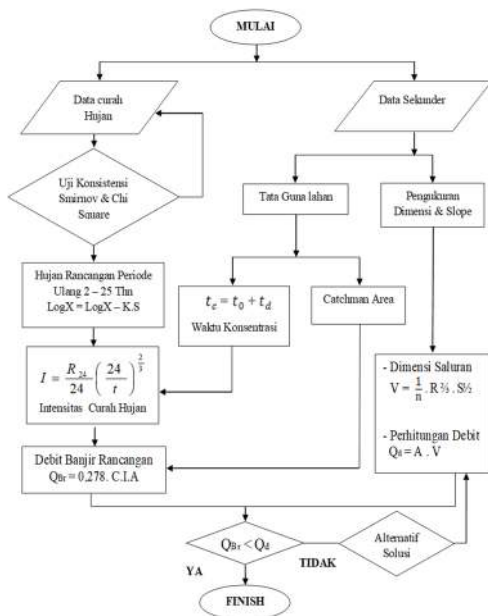 MULAI
Data curah
Hujan
Data Sekunder
Uji Konsistensi
Smirnov & Chi
Square
Tata Guna lahan
Pengukuran
Dimensi & Slope
Hujan Rancangan Periode
Ulang 2 – 25 Thn
LogX = LogX – K.S
t_c = t_0 + t_d
Waktu Konsentrasi
Catchman Area
I = R_24/24 (24/t)^2/3
Intensitas Curah Hujan
- Dimensi Saluran
V = 1/n . R⅔ . S½
- Perhitungan Debit
Q_d = A . V
Debit Banjir Rancangan
Q_Br = 0,278. C.I.A
Q_Br < Q_d
Alternatif
Solusi
YA
TIDAK
FINISH